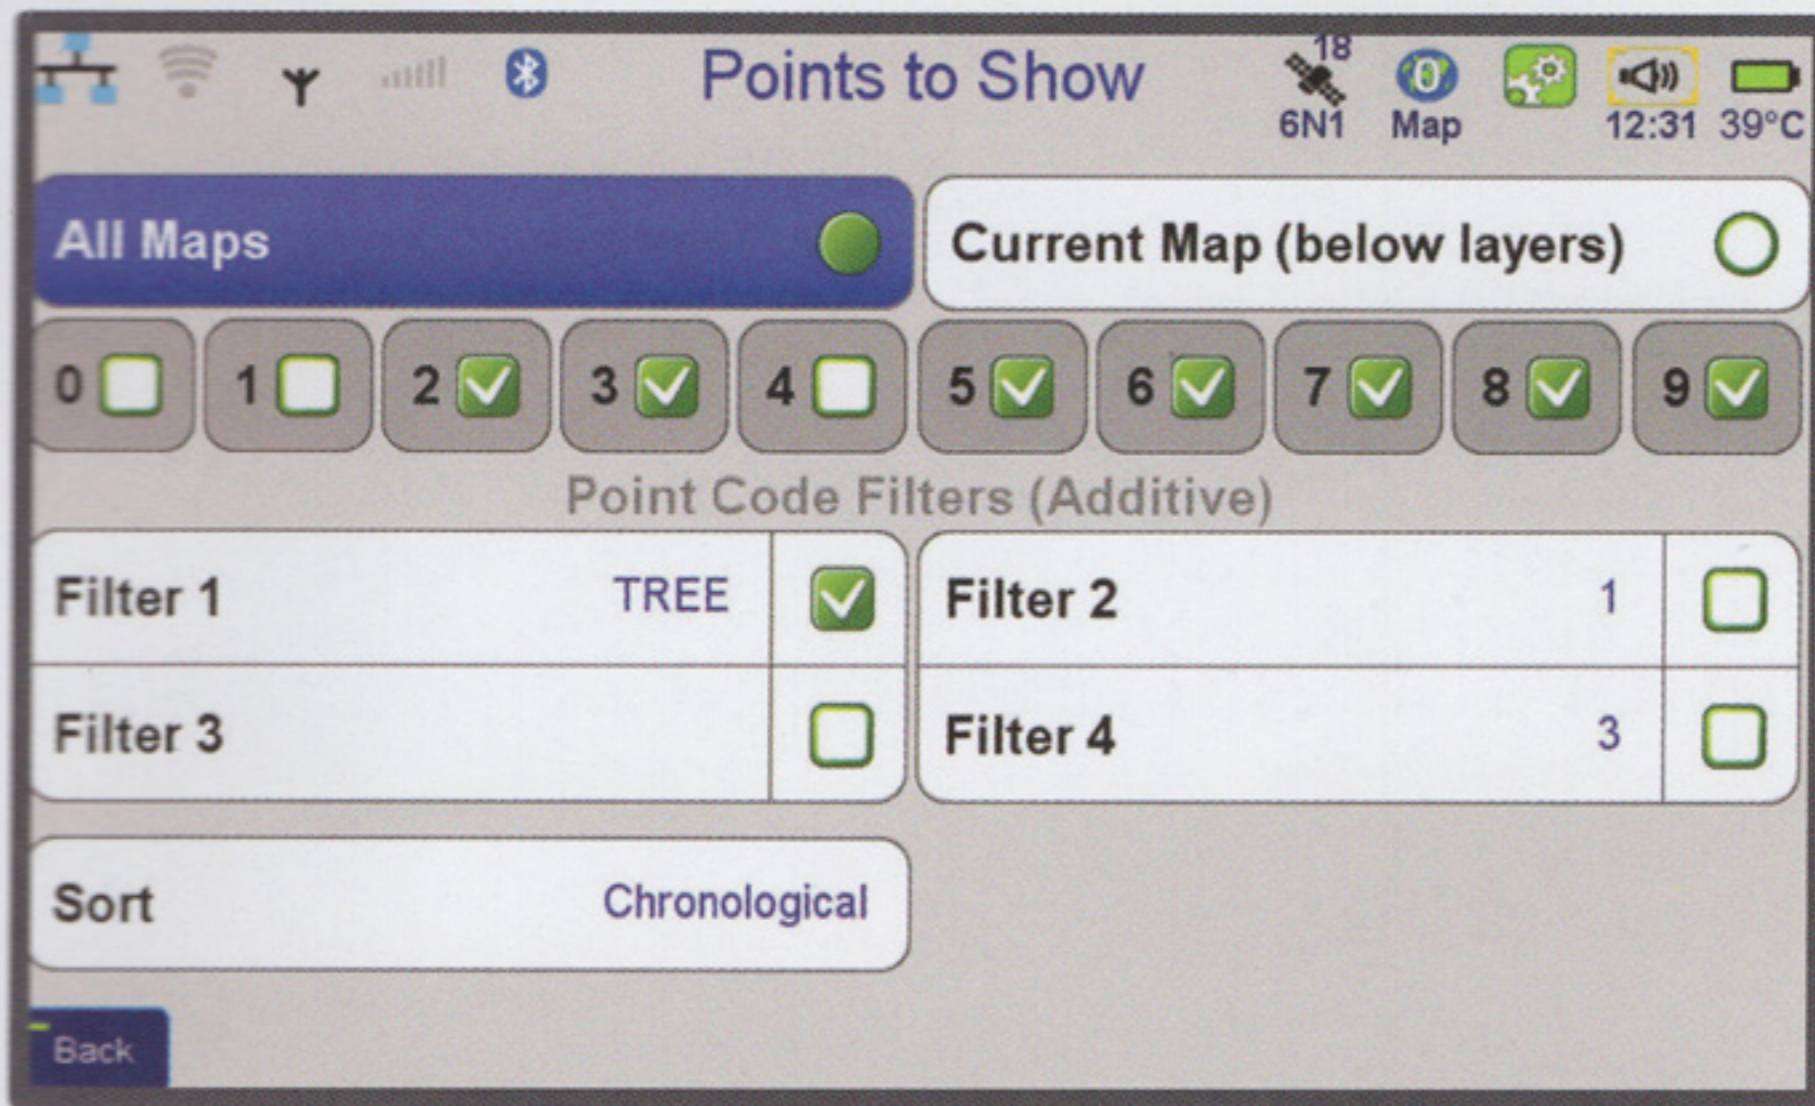 Points to Show
18
6N1
0
Map
12:31
39°C
All Maps
Current Map (below layers)
0 1 2 3 4 5 6 7 8 9
Point Code Filters (Additive)
Filter 1 TREE
Filter 2 1
Filter 3
Filter 4 3
Sort Chronological
Back